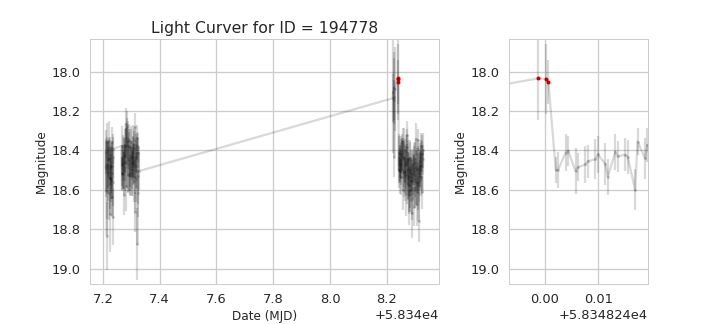 Light Curver for ID = 194778
18.0
18.2
18.4
18.6
18.8
19.0
Magnitude
7.2 7.4 7.6 7.8 8.0 8.2
Date (MJD)
+5.834e4
18.0
18.2
18.4
18.6
18.8
19.0
Magnitude
0.00 0.01
+5.834824e4